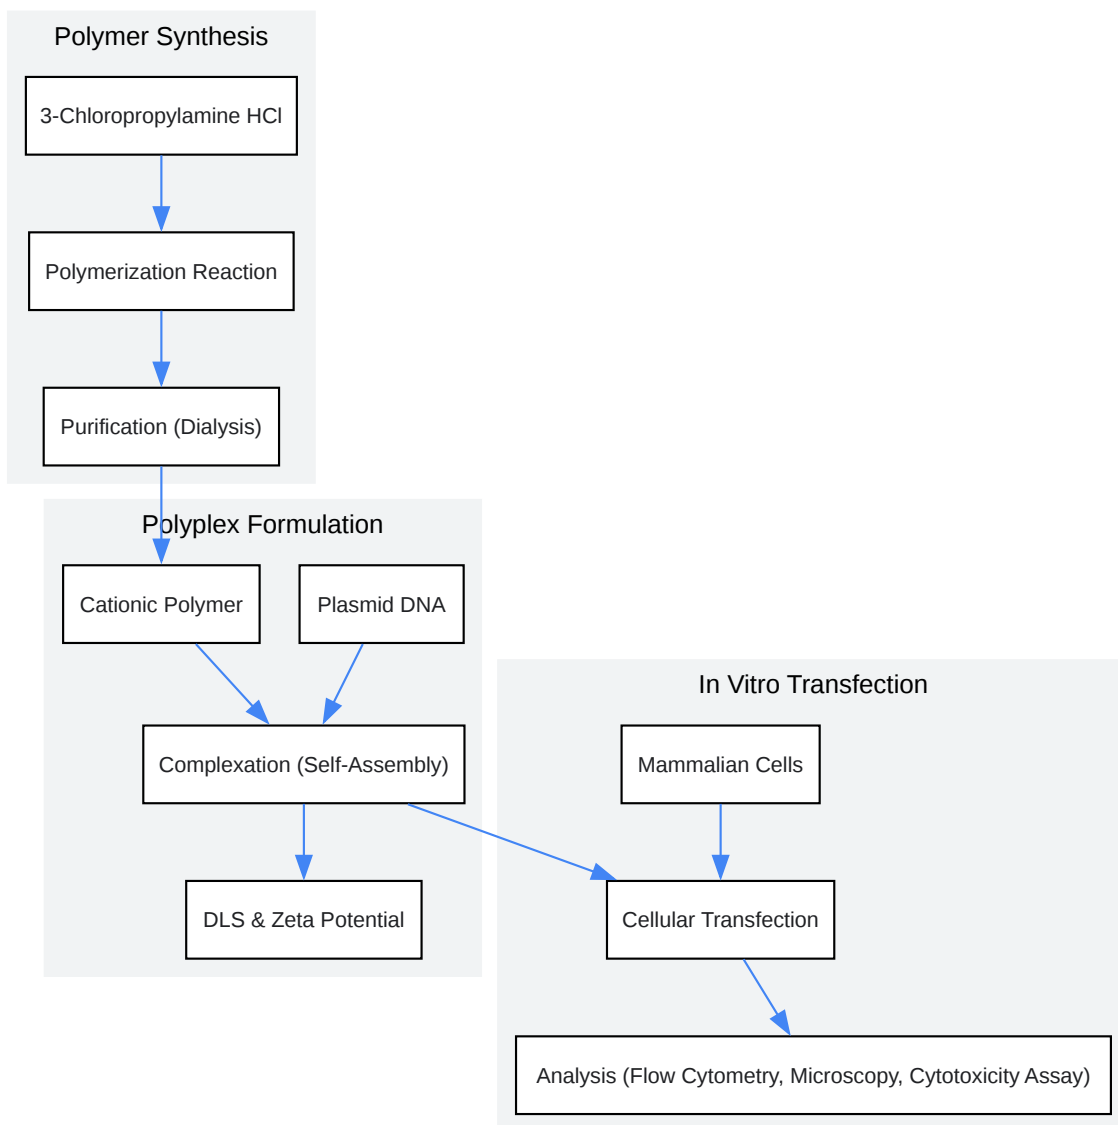 Polymer Synthesis
3-Chloropropylamine HCl
Polymerization Reaction
Purification (Dialysis)
Polyplex Formulation
Cationic Polymer
Plasmid DNA
Complexation (Self-Assembly)
DLS & Zeta Potential
In Vitro Transfection
Mammalian Cells
Cellular Transfection
Analysis (Flow Cytometry, Microscopy, Cytotoxicity Assay)